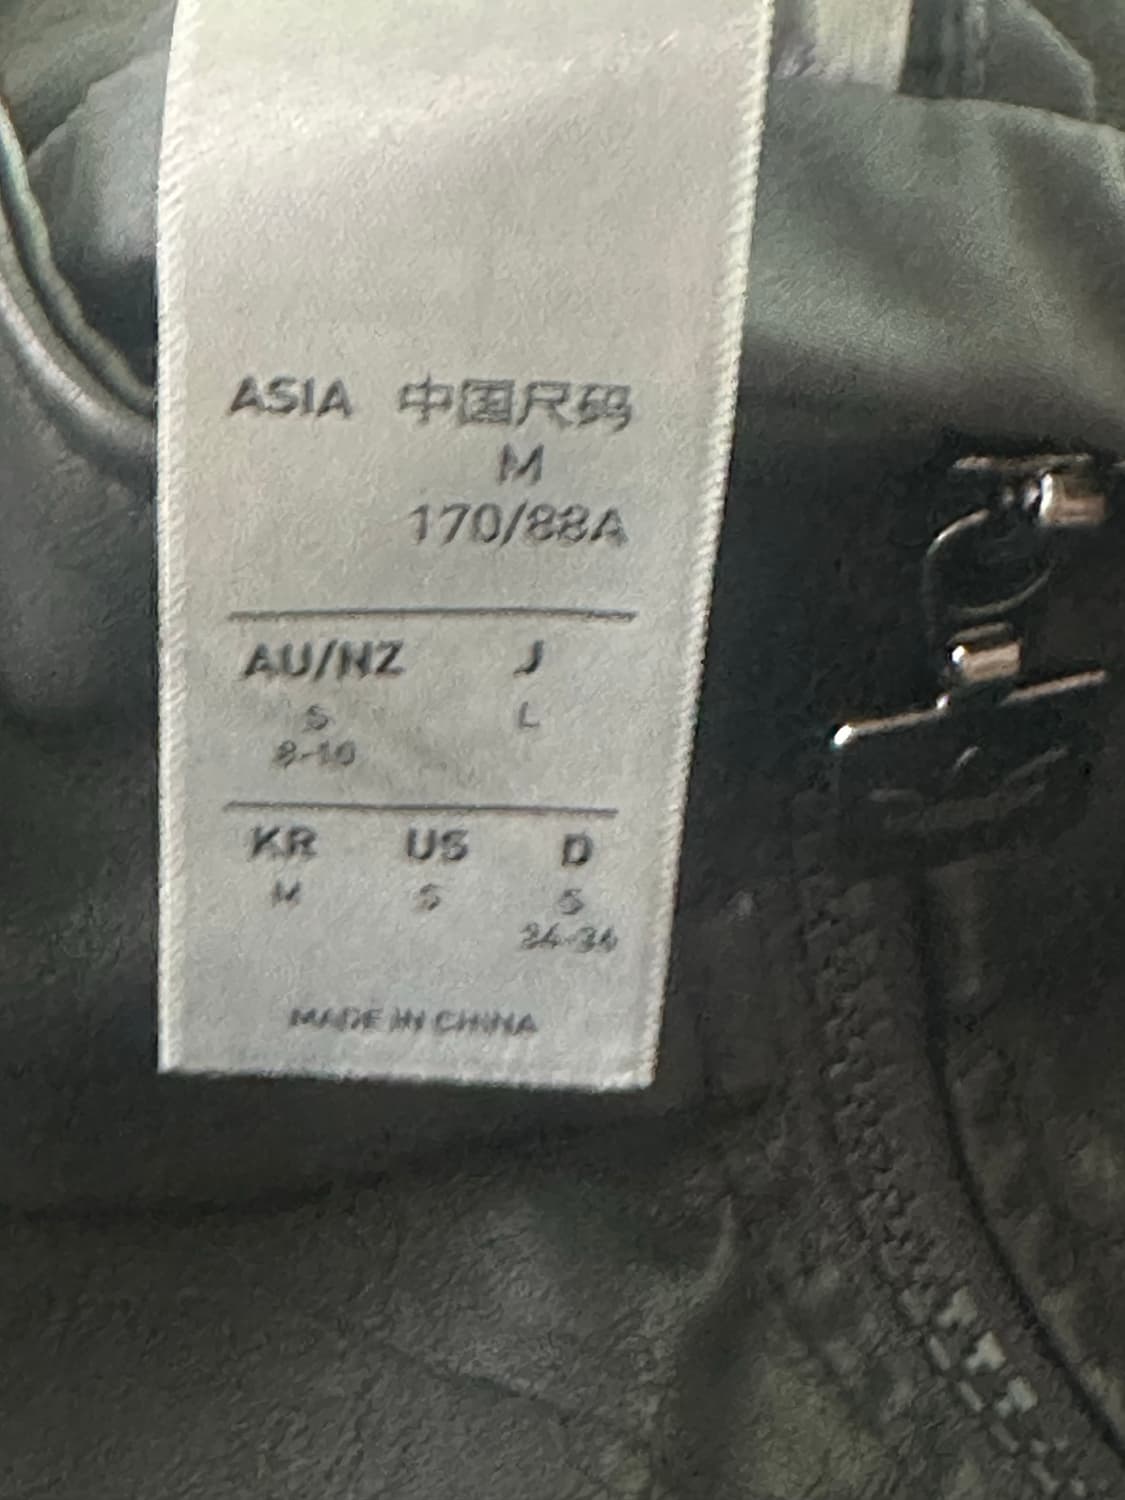 ASIA 中国尺码
M
170/88A
AU/NZ J
S L
8-10
KR US D
M S S
34-36
MADE IN CHINA